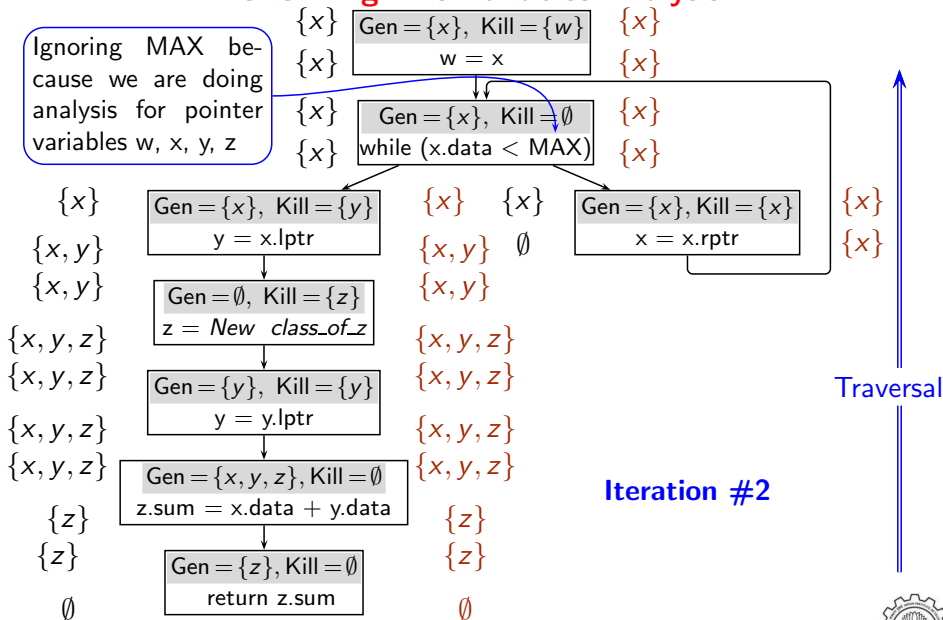 Ignoring MAX be-
cause we are doing
analysis for pointer
variables w, x, y, z
{x} Gen = {x}, Kill = {w} {x}
{x} w = x {x}
{x} Gen = {x}, Kill = ∅ {x}
{x} while (x.data < MAX) {x}
{x} Gen = {x}, Kill = {y} {x} {x} Gen = {x}, Kill = {x} {x}
{x, y} y = x.lptr {x, y} ∅ x = x.rptr {x}
{x, y} Gen = ∅, Kill = {z} {x, y}
{x, y, z} z = New class_of_z {x, y, z}
{x, y, z} Gen = {y}, Kill = {y} {x, y, z}
Traversal
{x, y, z} y = y.lptr {x, y, z}
{x, y, z} Gen = {x, y, z}, Kill = ∅ {x, y, z}
Iteration #2
{z} z.sum = x.data + y.data {z}
{z} Gen = {z}, Kill = ∅ {z}
∅ return z.sum ∅